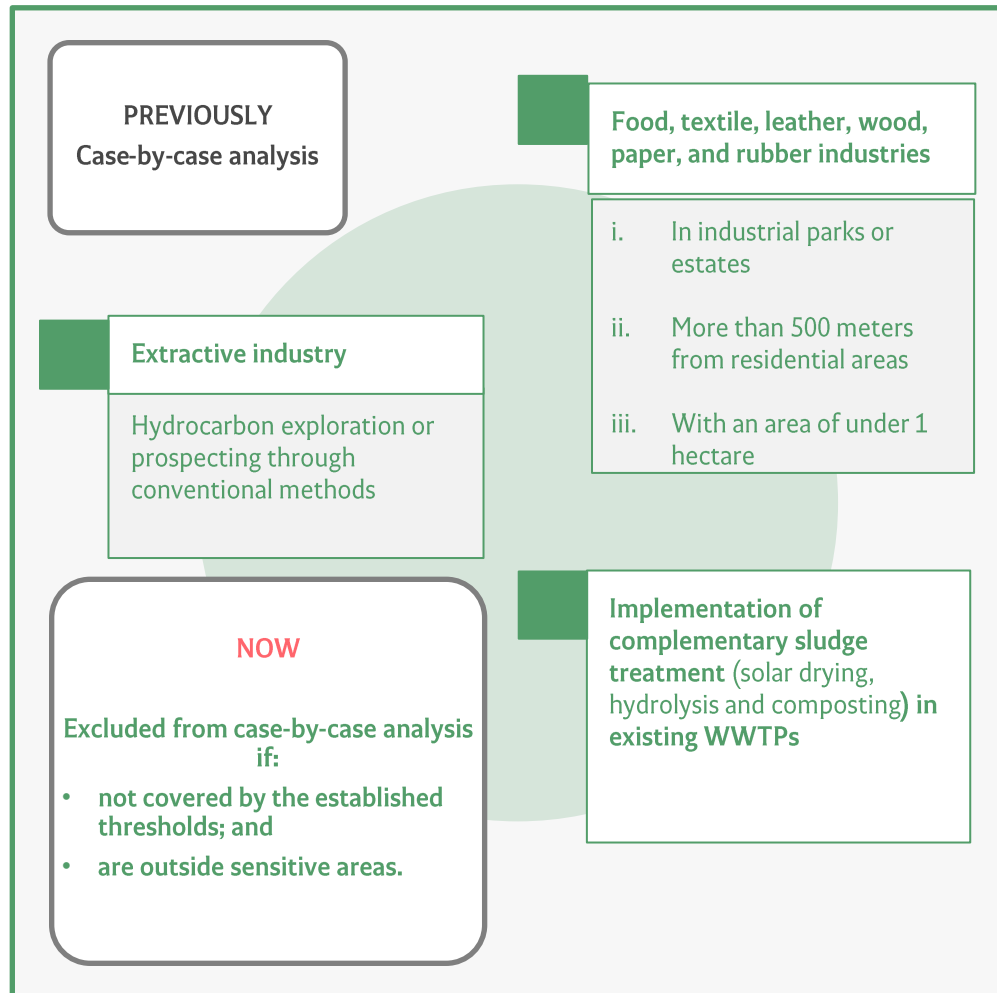 PREVIOUSLY
Case-by-case analysis
Food, textile, leather, wood,
paper, and rubber industries
i. In industrial parks or
estates
ii. More than 500 meters
from residential areas
iii. With an area of under 1
hectare
Extractive industry
Hydrocarbon exploration or
prospecting through
conventional methods
NOW
Excluded from case-by-case analysis
if:
• not covered by the established
thresholds; and
• are outside sensitive areas.
Implementation of
complementary sludge
treatment (solar drying,
hydrolysis and composting) in
existing WWTPs